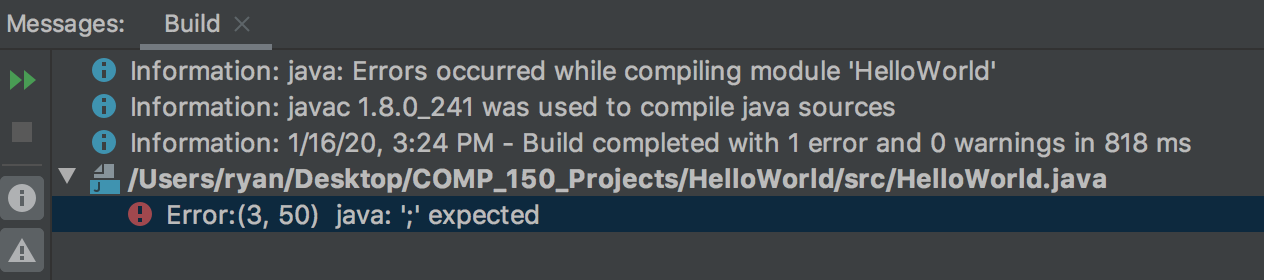 Messages: Build
Information: java: Errors occurred while compiling module 'HelloWorld'
Information: javac 1.8.0_241 was used to compile java sources
Information: 1/16/20, 3:24 PM - Build completed with 1 error and 0 warnings in 818 ms
/Users/ryan/Desktop/COMP_150_Projects/HelloWorld/src/HelloWorld.java
Error:(3, 50) java: ';' expected